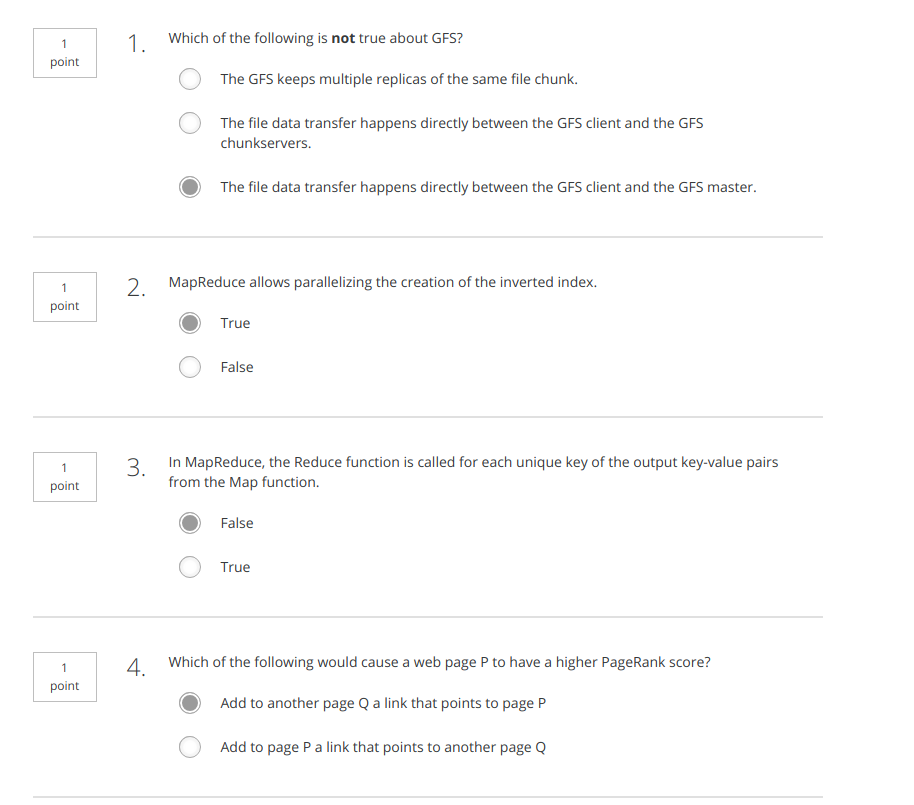 1
point
1.
Which of the following is not true about GFS?
The GFS keeps multiple replicas of the same file chunk.
The file data transfer happens directly between the GFS client and the GFS
chunkservers.
The file data transfer happens directly between the GFS client and the GFS master.
1
point
2.
MapReduce allows parallelizing the creation of the inverted index.
True
False
1
point
3.
In MapReduce, the Reduce function is called for each unique key of the output key-value pairs
from the Map function.
False
True
1
point
4.
Which of the following would cause a web page P to have a higher PageRank score?
Add to another page Q a link that points to page P
Add to page P a link that points to another page Q